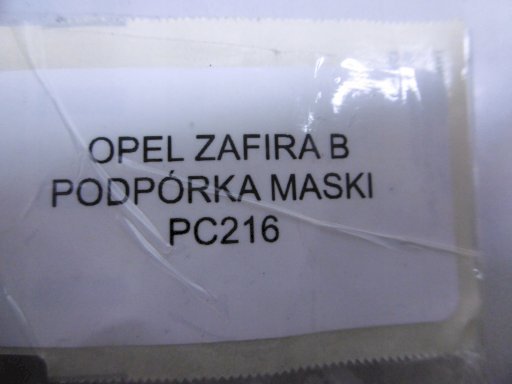 OPEL ZAFIRA B
PODPÓRKA MASKI
PC216